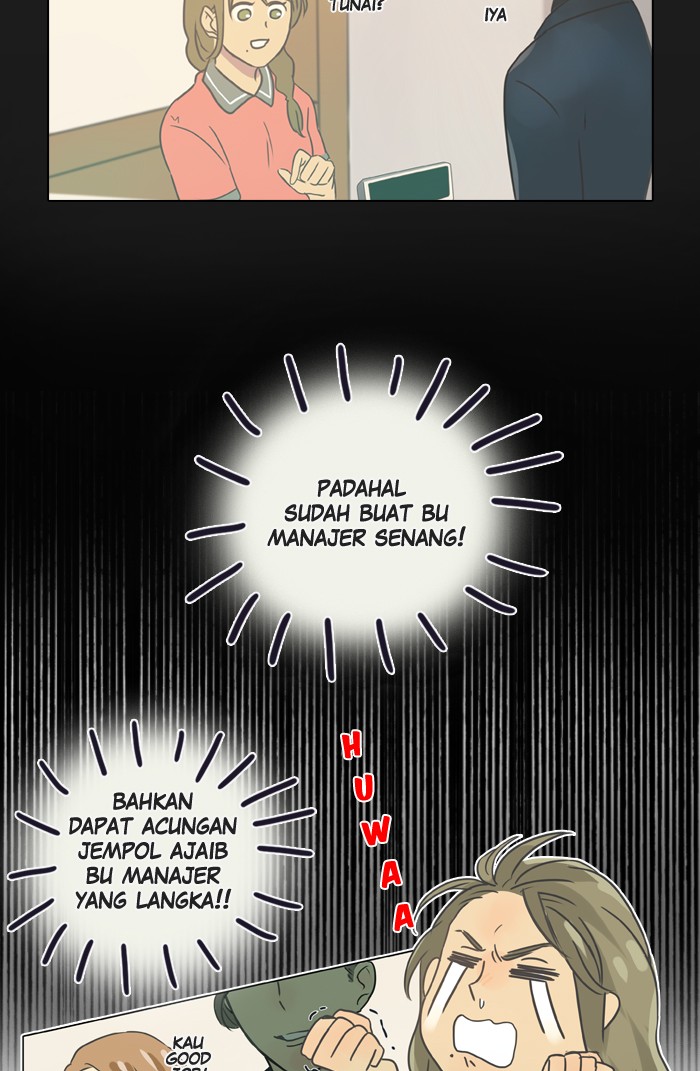 TUNAI?
IYA
PADAHAL
SUDAH BUAT BU
MANAJER SENANG!
HUWAA
BAHKAN
DAPAT ACUNGAN
JEMPOL AJAIB
BU MANAJER
YANG LANGKA!!
KAU
GOOD